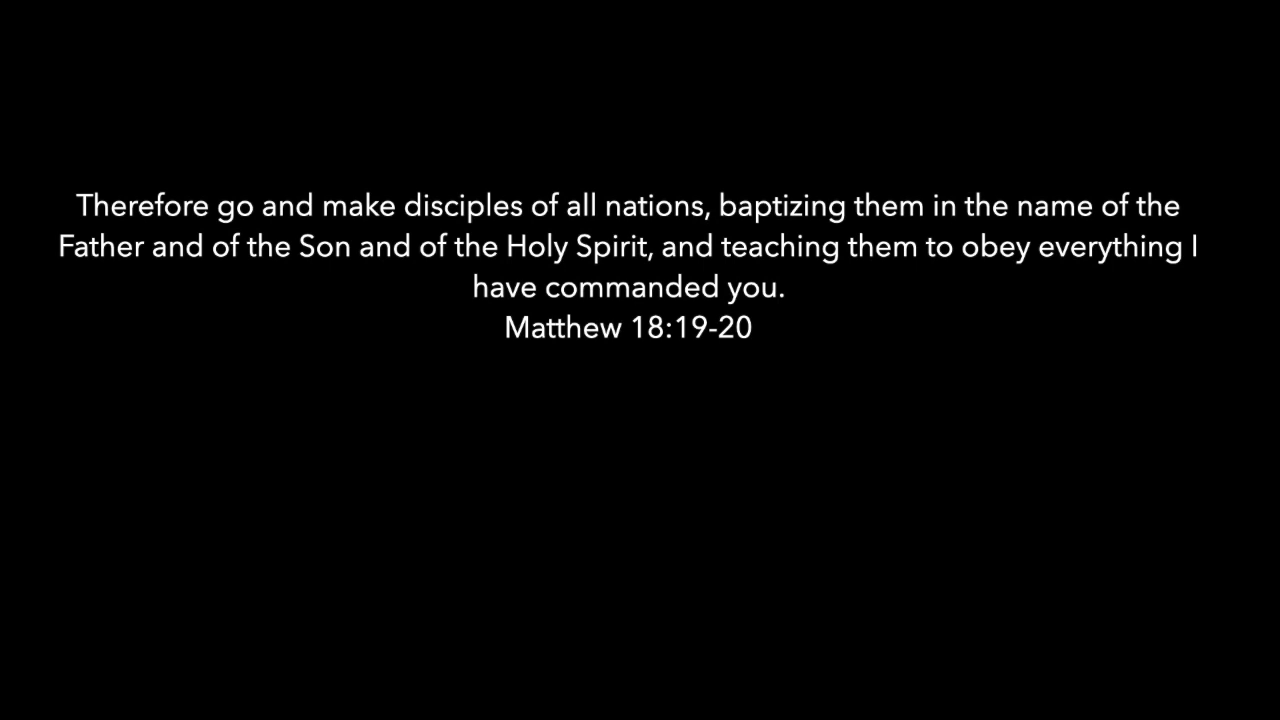 Therefore go and make disciples of all nations, baptizing them in the name of the
Father and of the Son and of the Holy Spirit, and teaching them to obey everything I
have commanded you.
Matthew 18:19-20